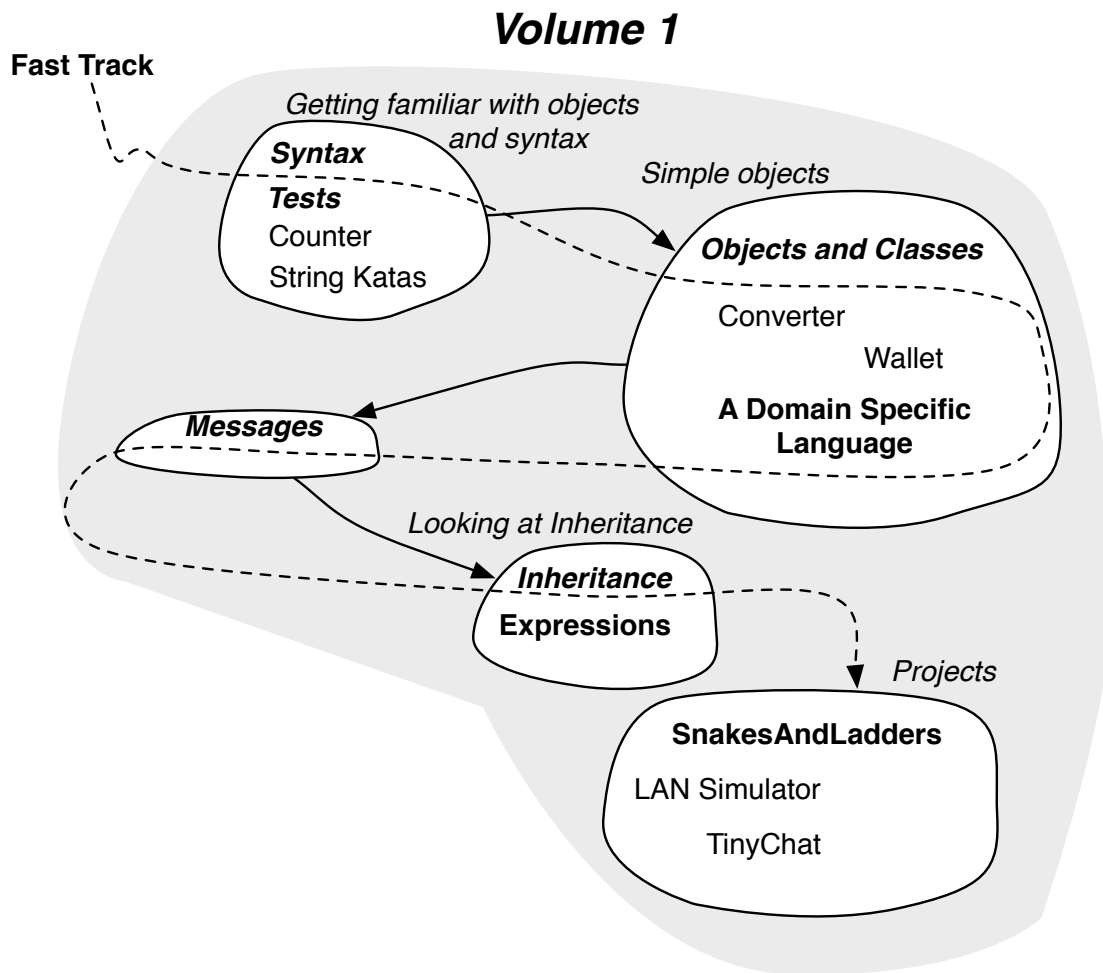 Volume 1
Fast Track
Getting familiar with objects
and syntax
Syntax
Tests
Counter
String Katas
Simple objects
Objects and Classes
Converter
Wallet
A Domain Specific
Language
Messages
Looking at Inheritance
Inheritance
Expressions
Projects
SnakesAndLadders
LAN Simulator
TinyChat